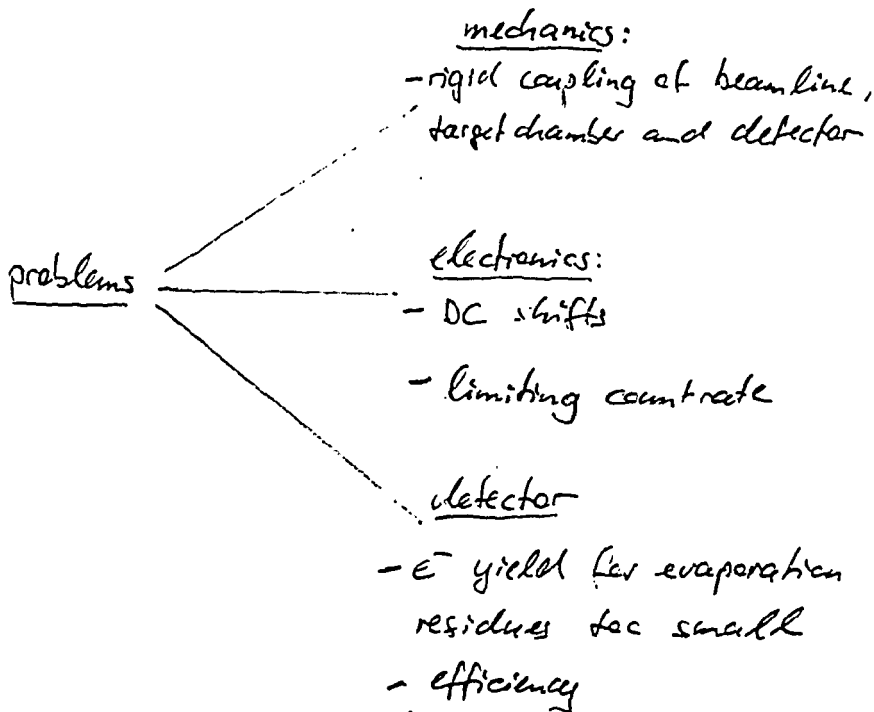 mechanics:
- rigid coupling of beamline,
target chamber and detector
problems
electronics:
- DC shifts
- limiting countrate
detector
- e⁻ yield for evaporation
residues too small
- efficiency